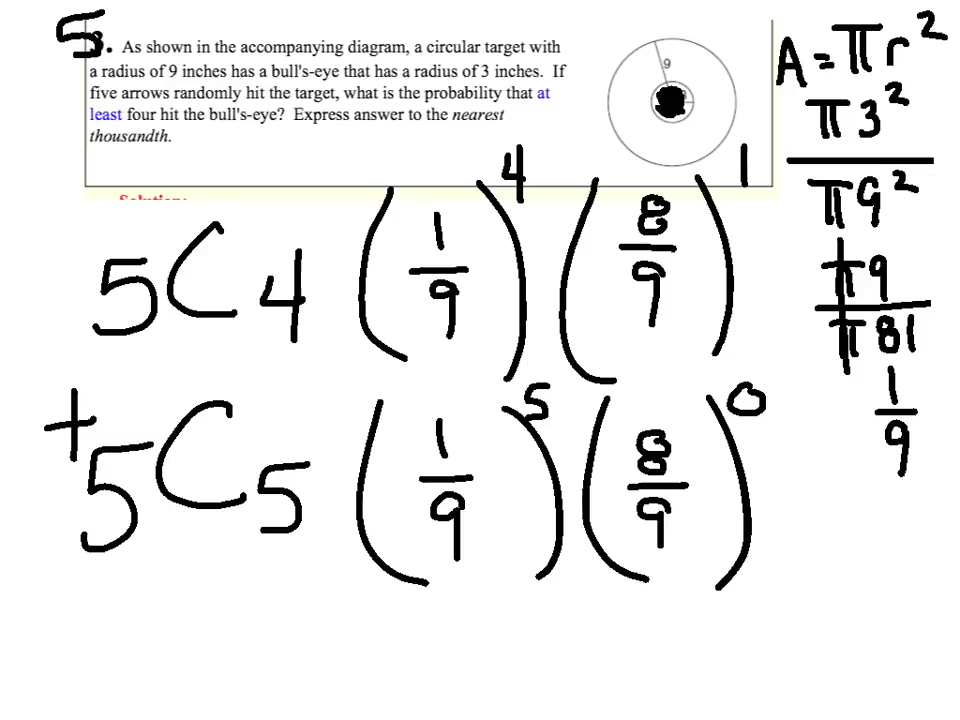 5. As shown in the accompanying diagram, a circular target with
a radius of 9 inches has a bull's-eye that has a radius of 3 inches. If
five arrows randomly hit the target, what is the probability that at
least four hit the bull's-eye? Express answer to the nearest
thousandth.
9
Solution:
A = πr²
π3²
π9²
π9
π81
1
9
5C4 (1/9)^4 (8/9)^1
+ 5C5 (1/9)^5 (8/9)^0